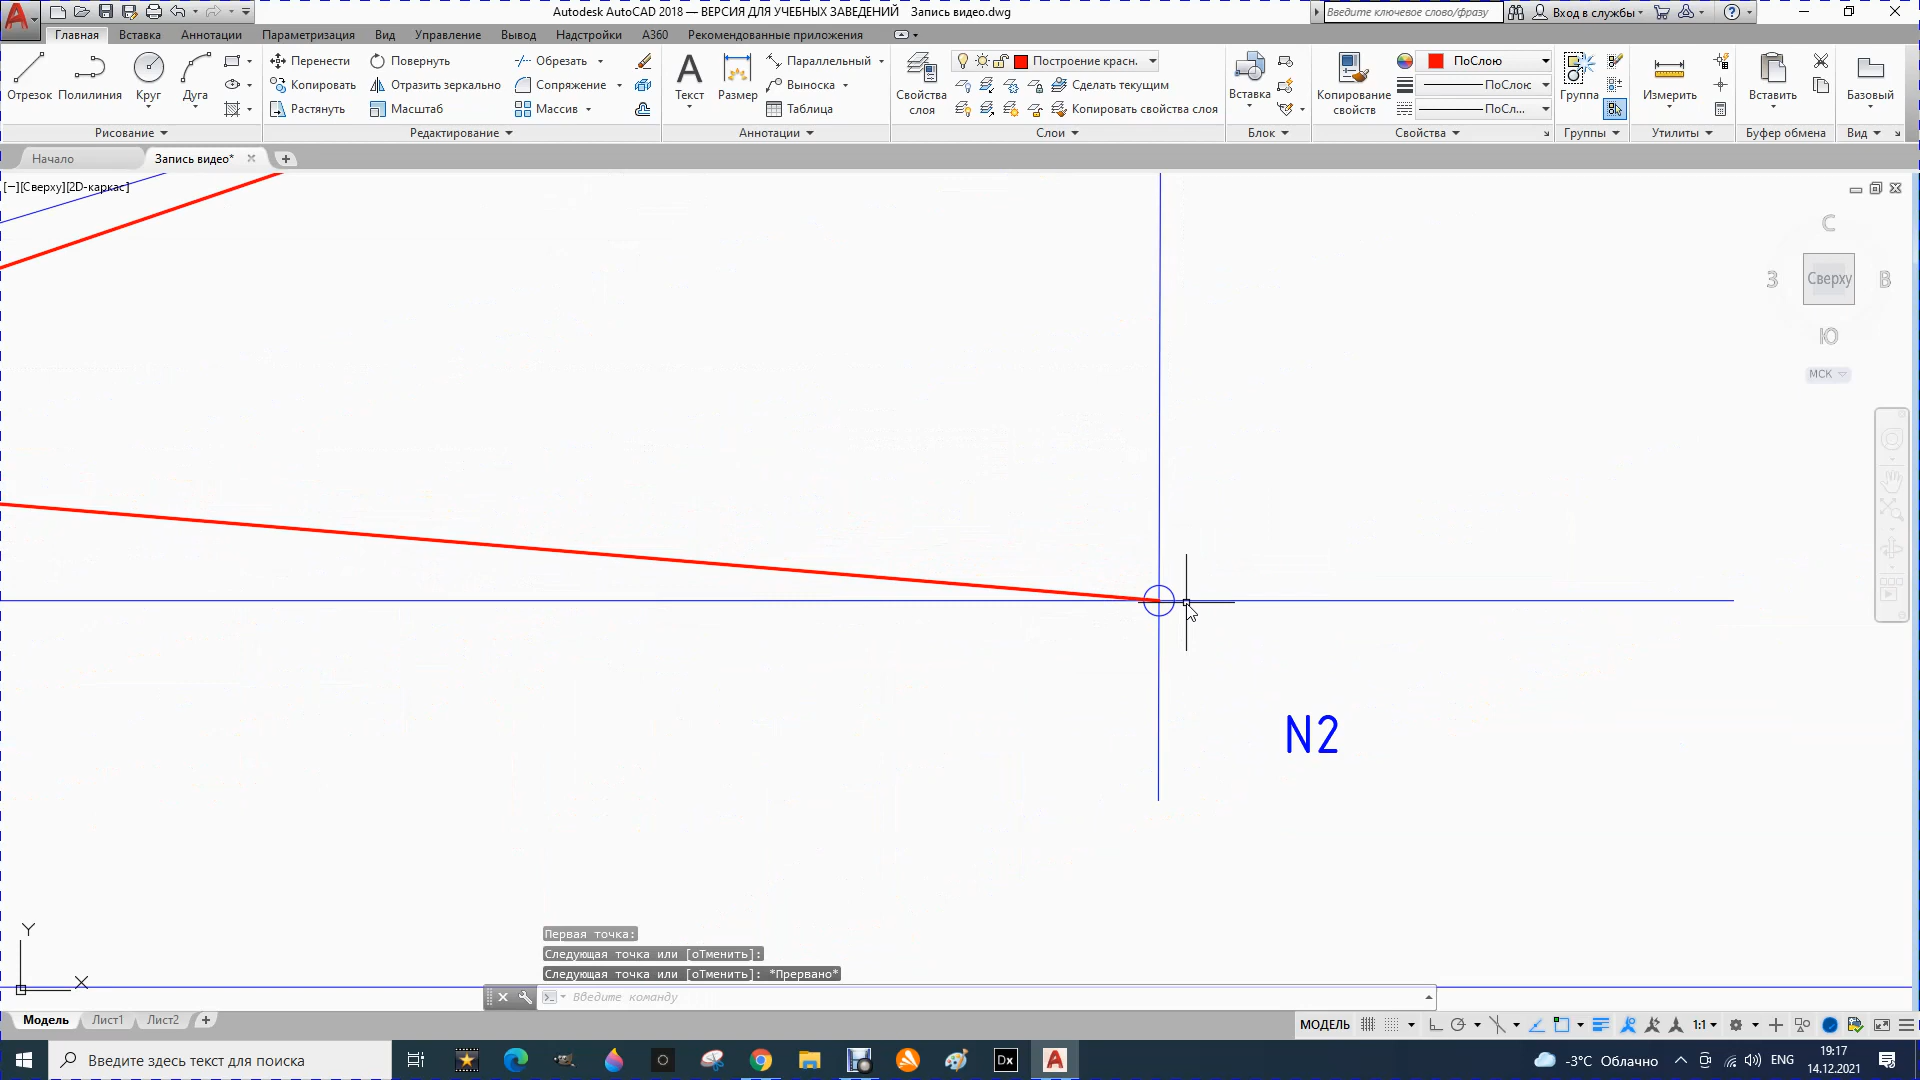 Autodesk AutoCAD 2018 — ВЕРСИЯ ДЛЯ УЧЕБНЫХ ЗАВЕДЕНИЙ Запись видео.dwg
Введите ключевое слово/фразу
Вход в службы
Главная Вставка Аннотации Параметризация Вид Управление Вывод Надстройки A360 Рекомендованные приложения
Отрезок Полилиния Круг Дуга
Рисование
Перенести Повернуть Обрезать
Копировать Отразить зеркально Сопряжение
Растянуть Масштаб Массив
Редактирование
Текст Размер
Параллельный
Выноска
Таблица
Аннотации
Свойства слоя
Построение красн.
Сделать текущим
Копировать свойства слоя
Слои
Вставка
Блок
Копирование свойств
ПоСлою
ПоСлою
ПоСл...
Свойства
Группа
Группы
Измерить
Утилиты
Вставить
Буфер обмена
Базовый
Вид
Начало
Запись видео*
[−][Сверху][2D-каркас]
С
З Сверху В
Ю
МСК
N2
Y
X
Первая точка:
Следующая точка или [оТменить]:
Следующая точка или [оТменить]: *Прервано*
Введите команду
Модель Лист1 Лист2
МОДЕЛЬ
1:1
Введите здесь текст для поиска
Dx
-3°C Облачно
ENG
19:17
14.12.2021